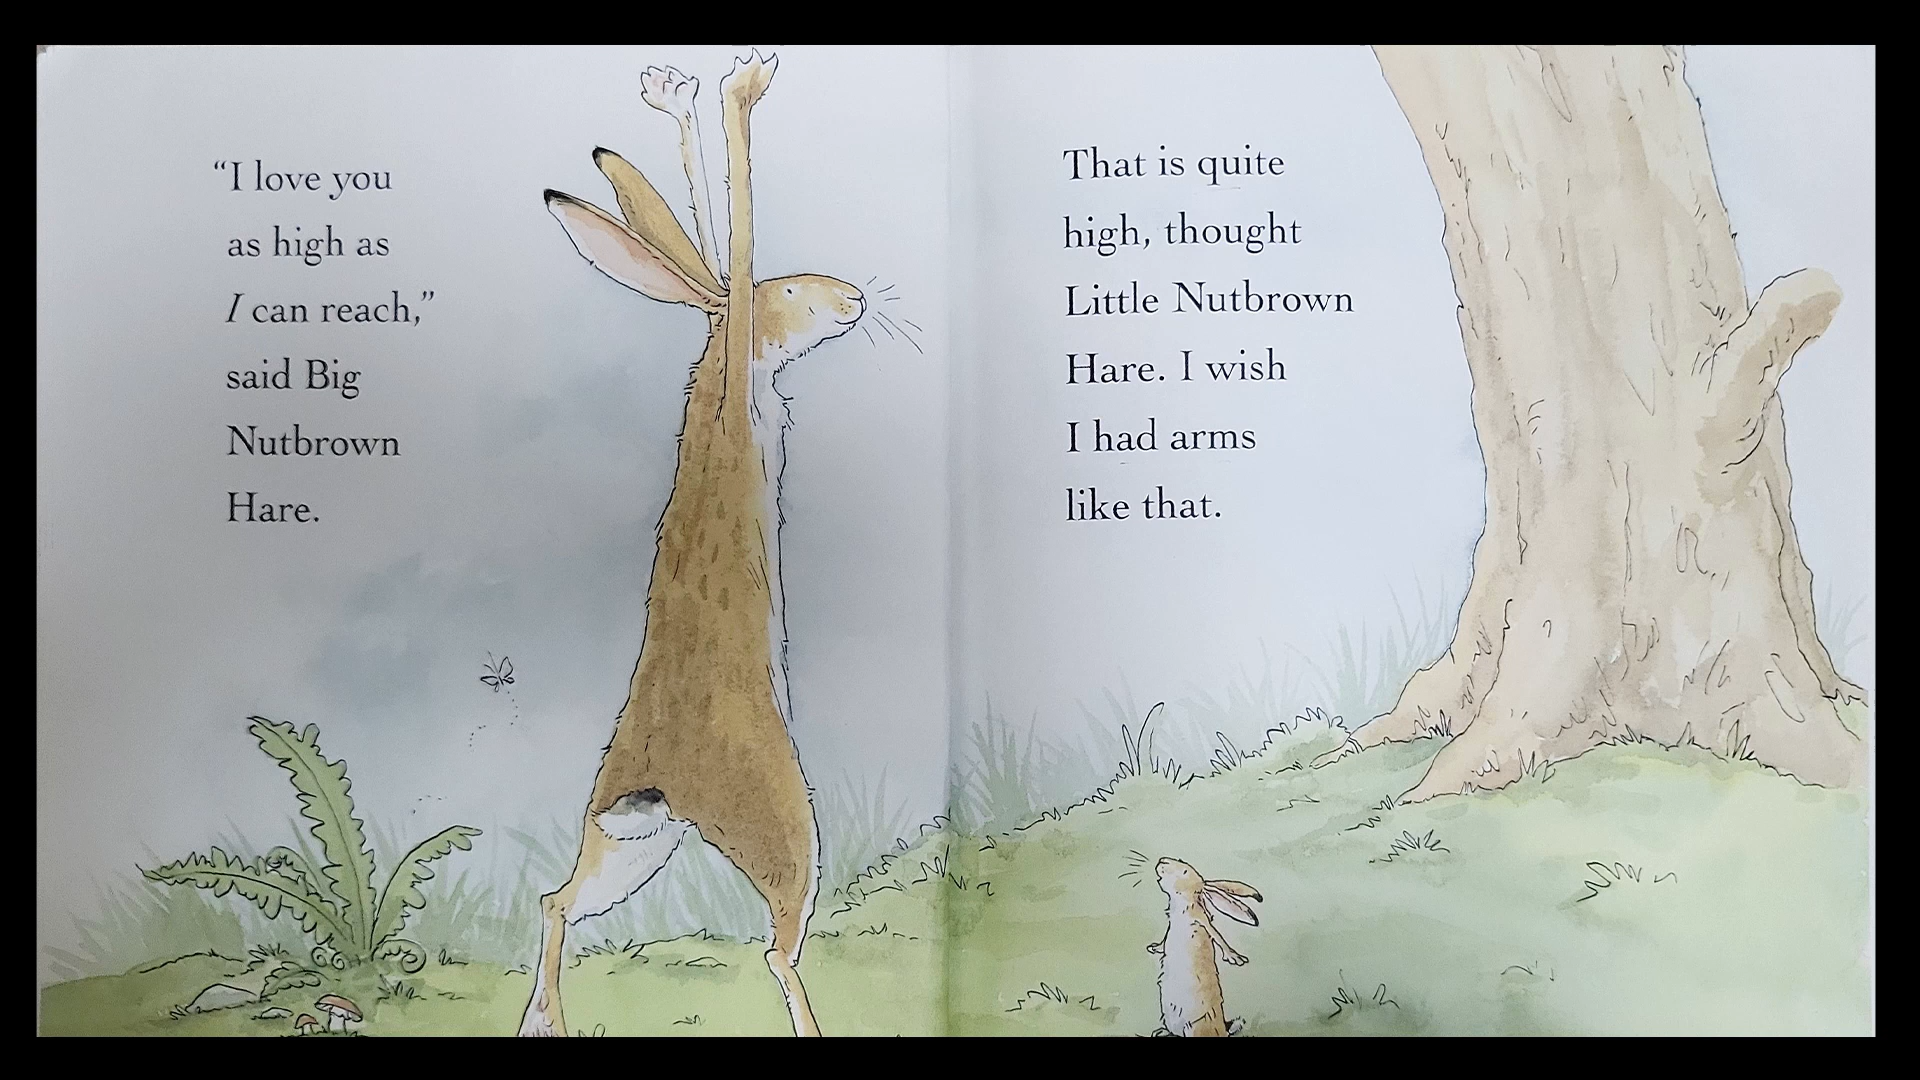 “I love you
as high as
I can reach,”
said Big
Nutbrown
Hare.
That is quite
high, thought
Little Nutbrown
Hare. I wish
I had arms
like that.